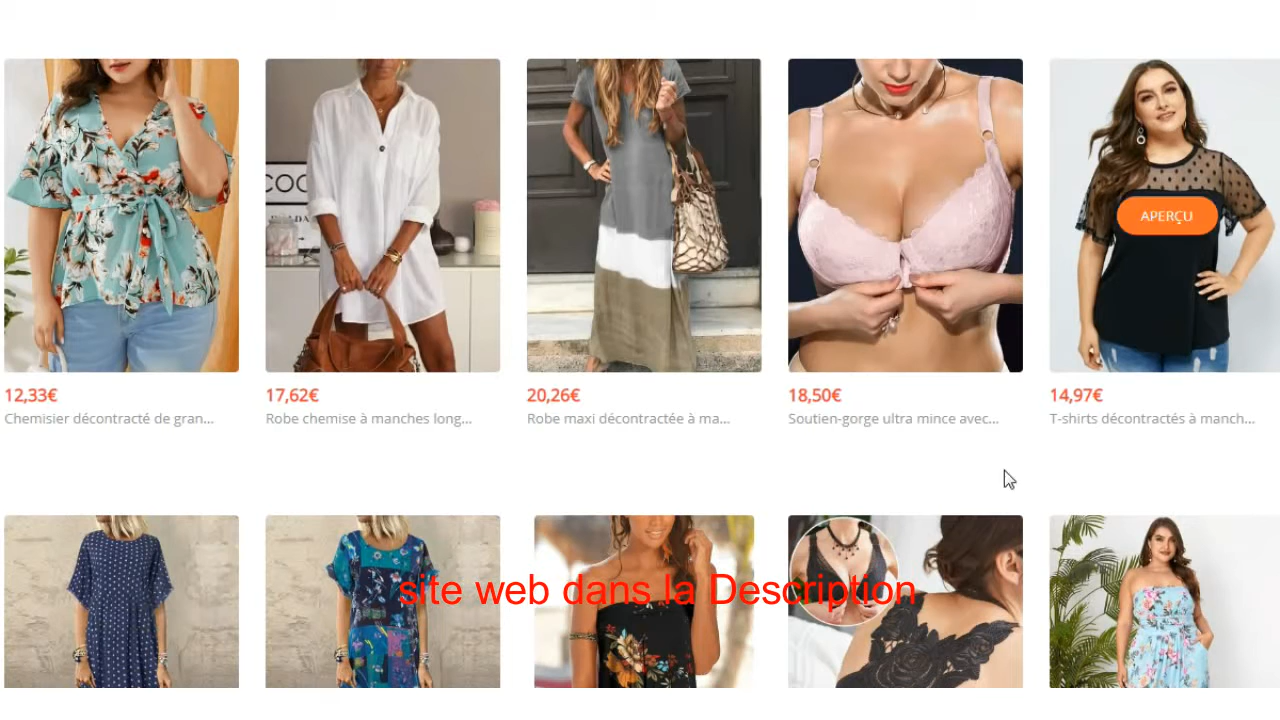 COC
APERÇU
12,33€
17,62€
20,26€
18,50€
14,97€
Chemisier décontracté de gran...
Robe chemise à manches long...
Robe maxi décontractée à ma...
Soutien-gorge ultra mince avec...
T-shirts décontractés à manch...
site web dans la Description